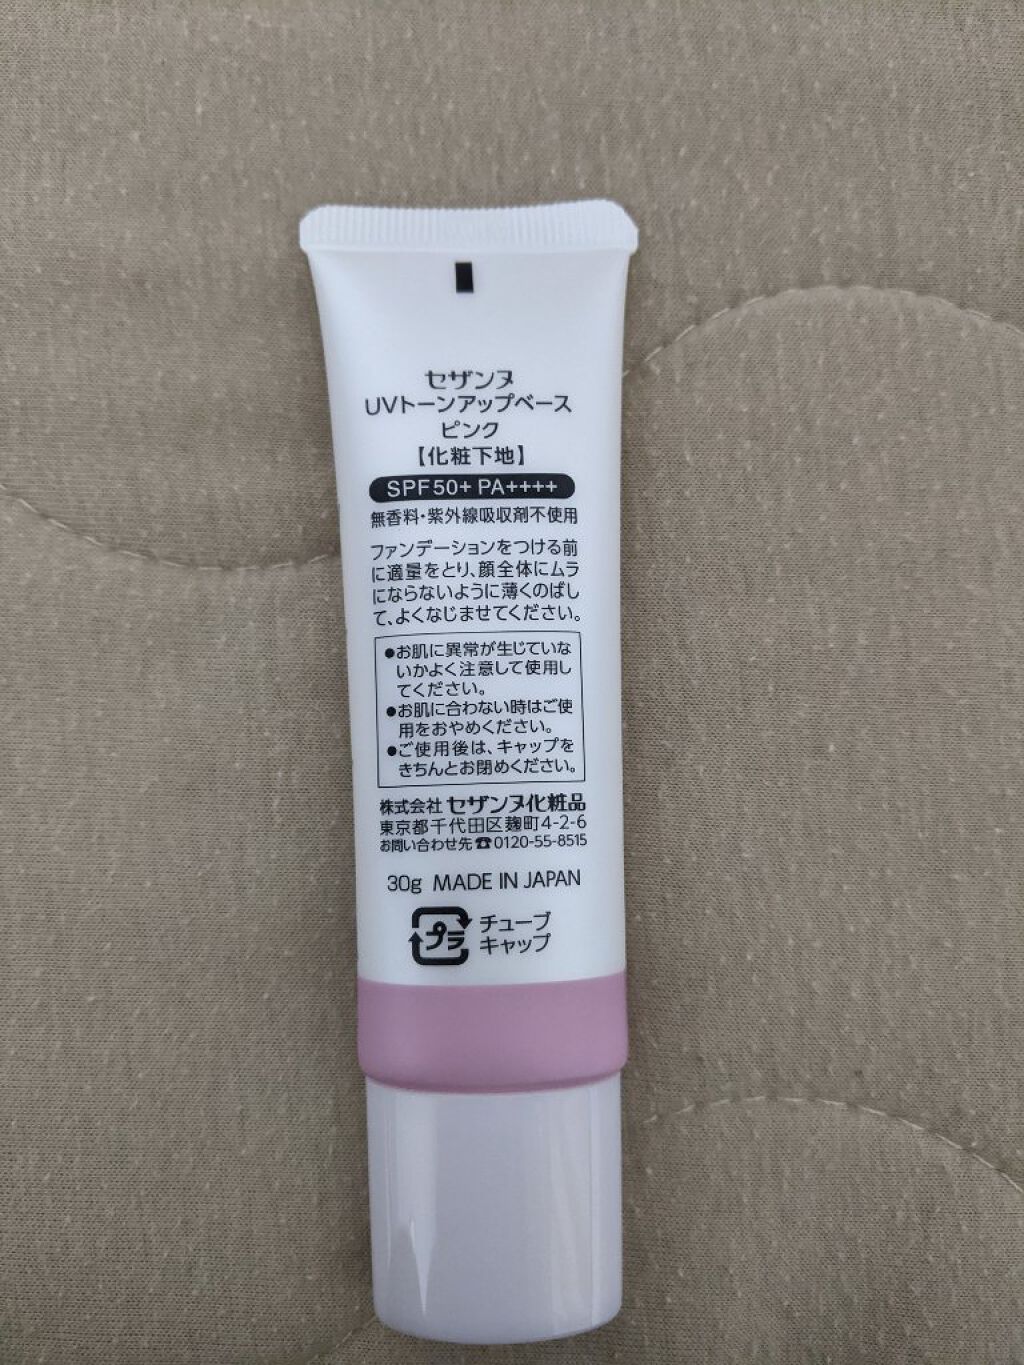 セザンヌ
UVトーンアップベース
ピンク
【化粧下地】
SPF50+ PA++++
無香料・紫外線吸収剤不使用
ファンデーションをつける前
に適量をとり、顔全体にムラ
にならないように薄くのばし
て、よくなじませてください。
●お肌に異常が生じていな
いかよく注意して使用し
てください。
●お肌に合わない時はご使
用をおやめください。
●ご使用後は、キャップを
きちんとお閉めください。
株式会社 セザンヌ化粧品
東京都千代田区麹町4-2-6
お問い合わせ先☎0120-55-8515
30g MADE IN JAPAN
プラ チューブ
キャップ